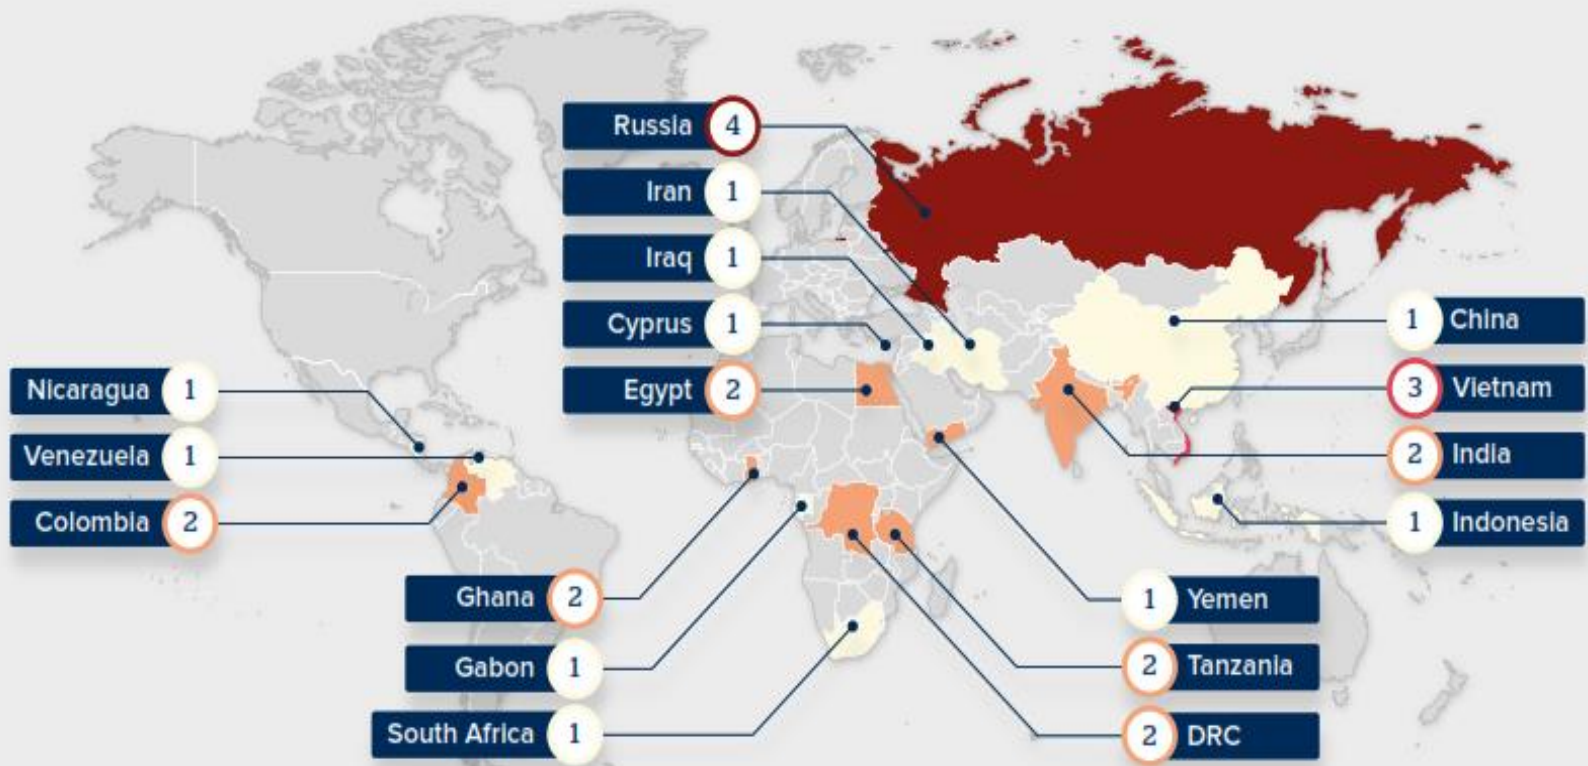 Russia 4
Iran 1
Iraq 1
Cyprus 1
Egypt 2
Nicaragua 1
Venezuela 1
Colombia 2
1 China
3 Vietnam
2 India
1 Indonesia
Ghana 2
Gabon 1
South Africa 1
1 Yemen
2 Tanzania
2 DRC